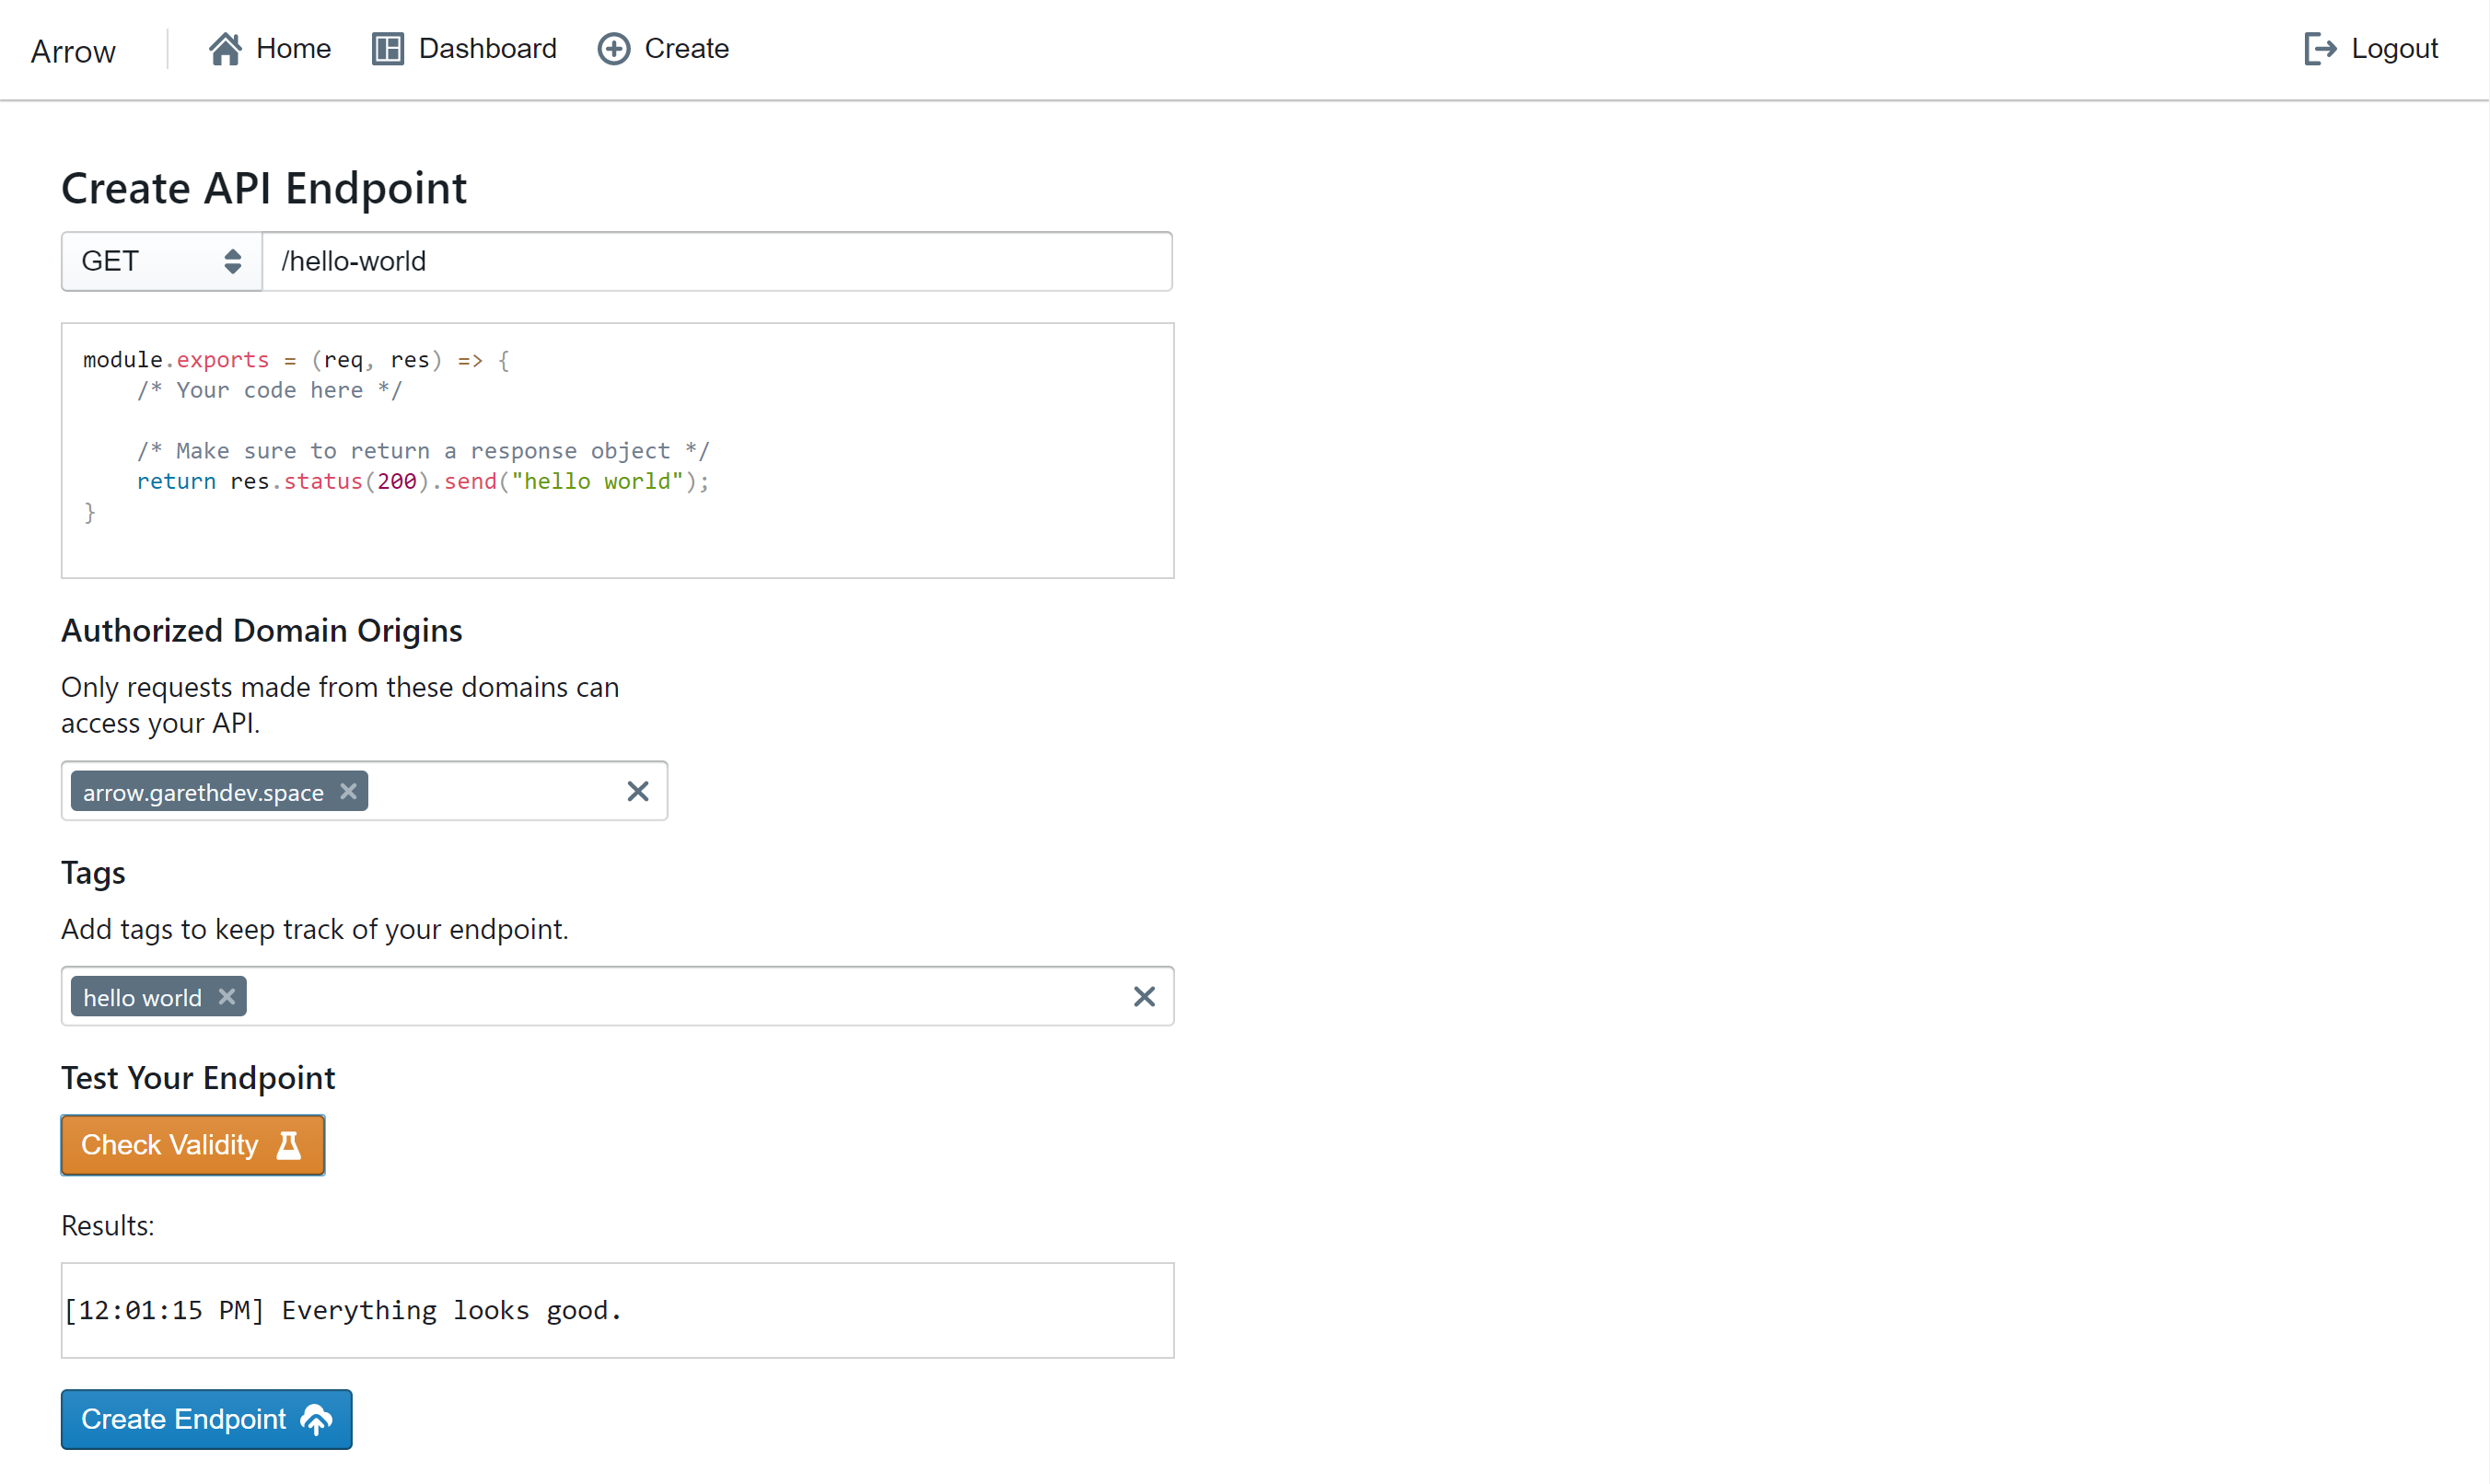 Arrow
Home
Dashboard
Create
Logout
Create API Endpoint
GET
/hello-world
module.exports = (req, res) => {
    /* Your code here */
    /* Make sure to return a response object */
    return res.status(200).send("hello world");
}
Authorized Domain Origins
Only requests made from these domains can
access your API.
arrow.garethdev.space
Tags
Add tags to keep track of your endpoint.
hello world
Test Your Endpoint
Check Validity
Results:
[12:01:15 PM] Everything looks good.
Create Endpoint